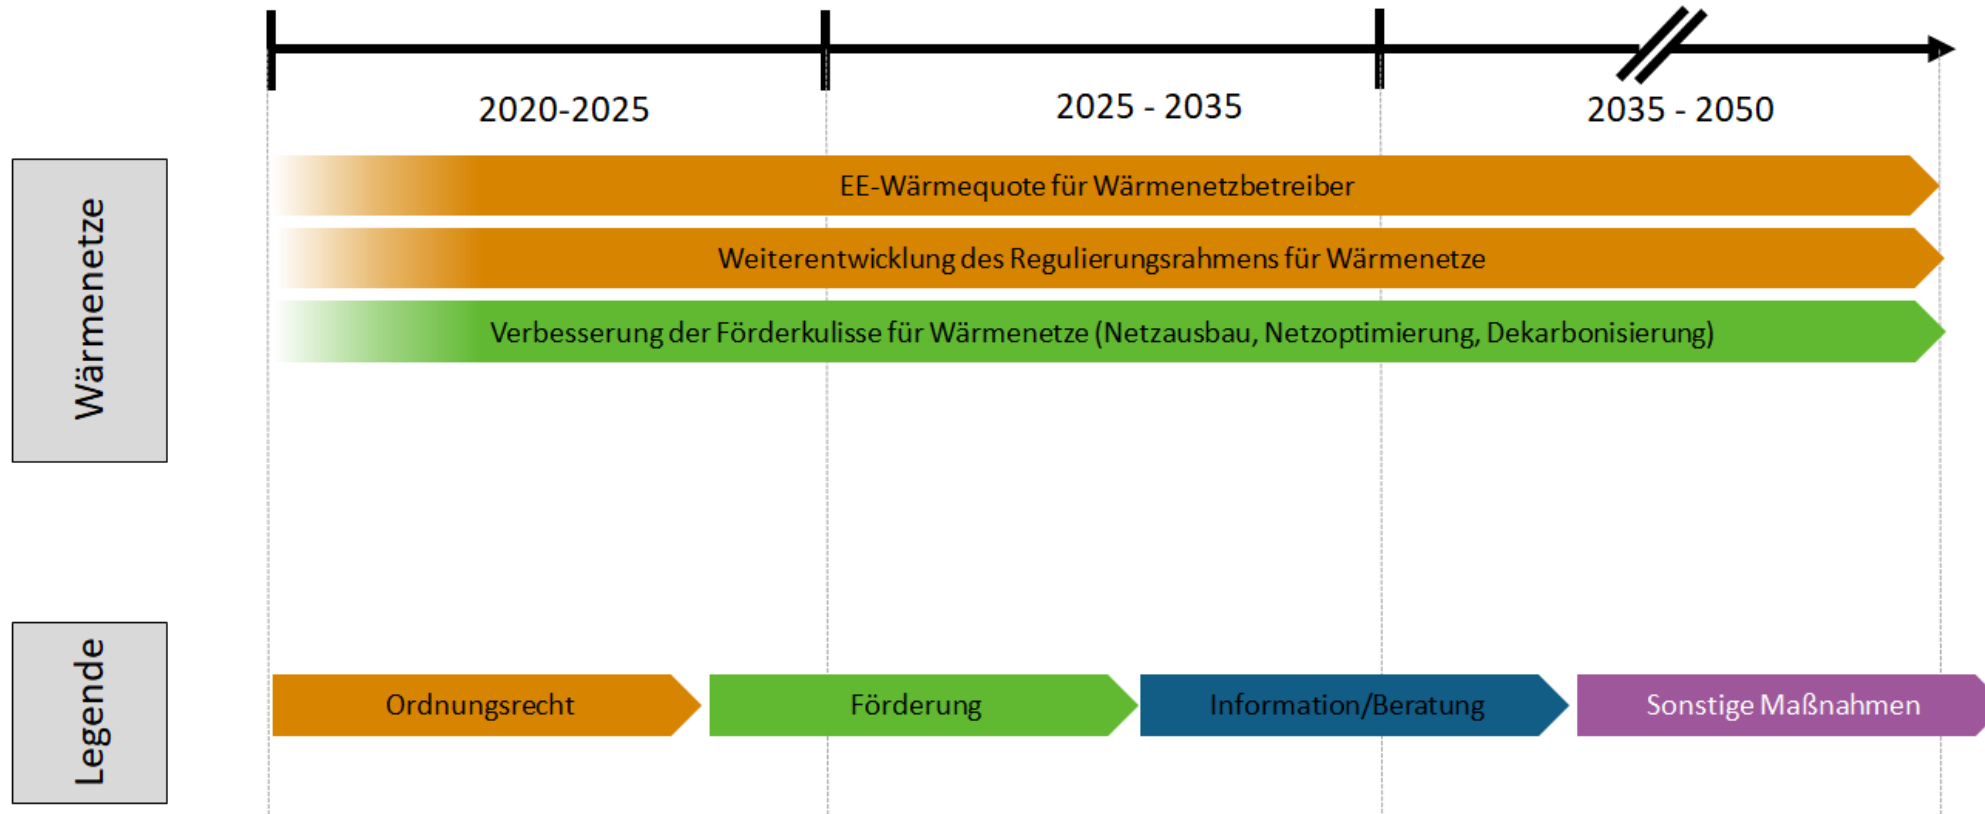 2020-2025
2025 - 2035
2035 - 2050
Wärmenetze
EE-Wärmequote für Wärmenetzbetreiber
Weiterentwicklung des Regulierungsrahmens für Wärmenetze
Verbesserung der Förderkulisse für Wärmenetze (Netzausbau, Netzoptimierung, Dekarbonisierung)
Legende
Ordnungsrecht
Förderung
Information/Beratung
Sonstige Maßnahmen